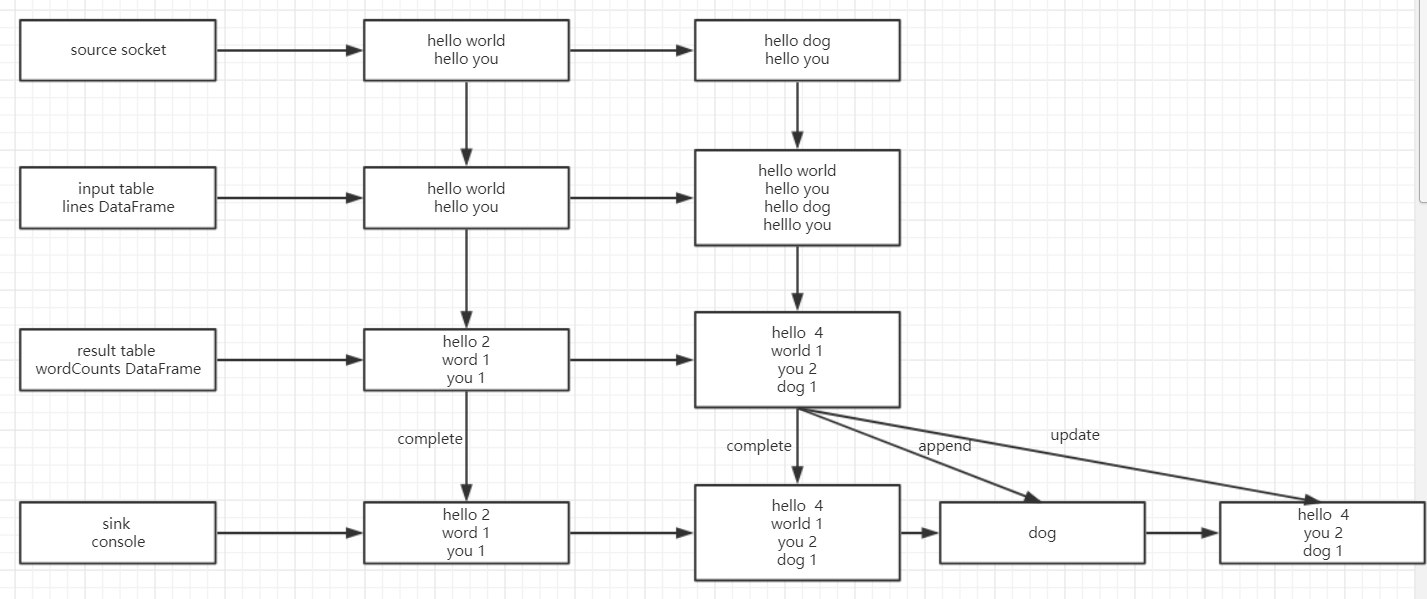 source socket
hello world
hello you
hello dog
hello you
input table
lines DataFrame
hello world
hello you
hello world
hello you
hello dog
helllo you
result table
wordCounts DataFrame
hello 2
word 1
you 1
hello  4
world 1
you 2
dog 1
complete
complete
append
update
sink
console
hello 2
word 1
you 1
hello  4
world 1
you 2
dog 1
dog
hello  4
you 2
dog 1